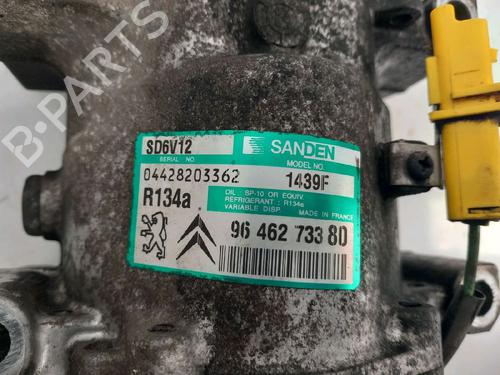 SD6V12
SANDEN
SERIAL NO.
MODEL NO.
04428203362
1439F
R134a
OIL : SP-10 OR EQUIV.
REFRIGERANT : R134a
VARIABLE DISP. MADE IN FRANCE
96 462 733 80
B-PARTS